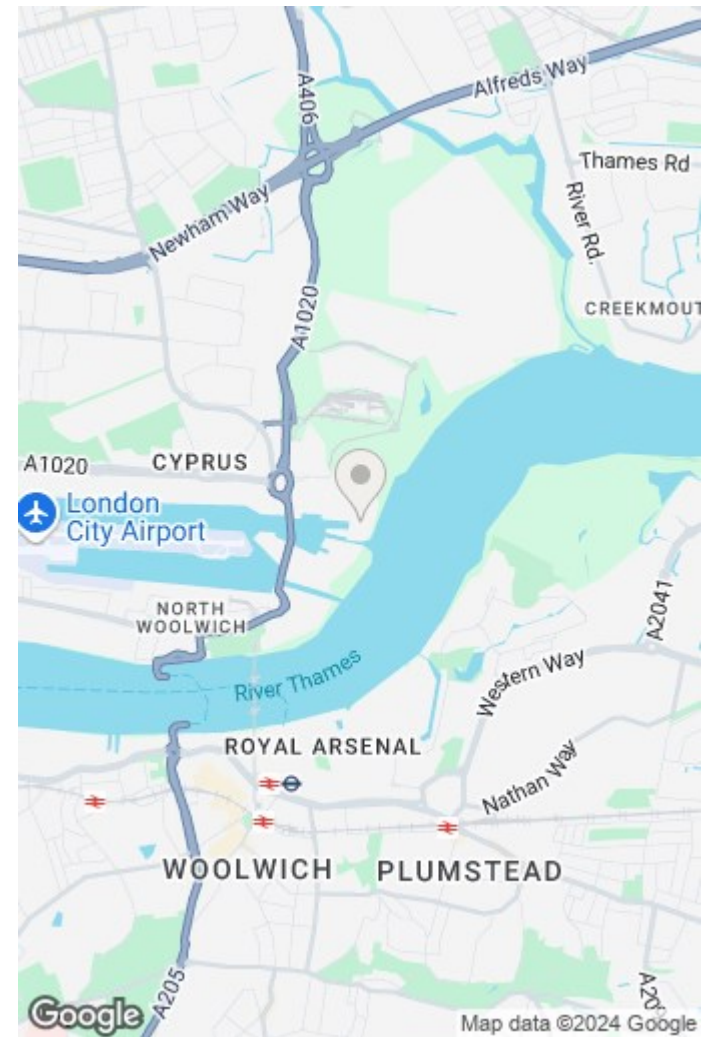 A406
Alfreds Way
Thames Rd
Newham Way
River Rd.
A1020
CREEKMOUT
A1020
CYPRUS
London
City Airport
NORTH
WOOLWICH
A2041
River Thames
Western Way
ROYAL ARSENAL
Nathan Way
WOOLWICH
PLUMSTEAD
A205
A20
Google
Map data ©2024 Google